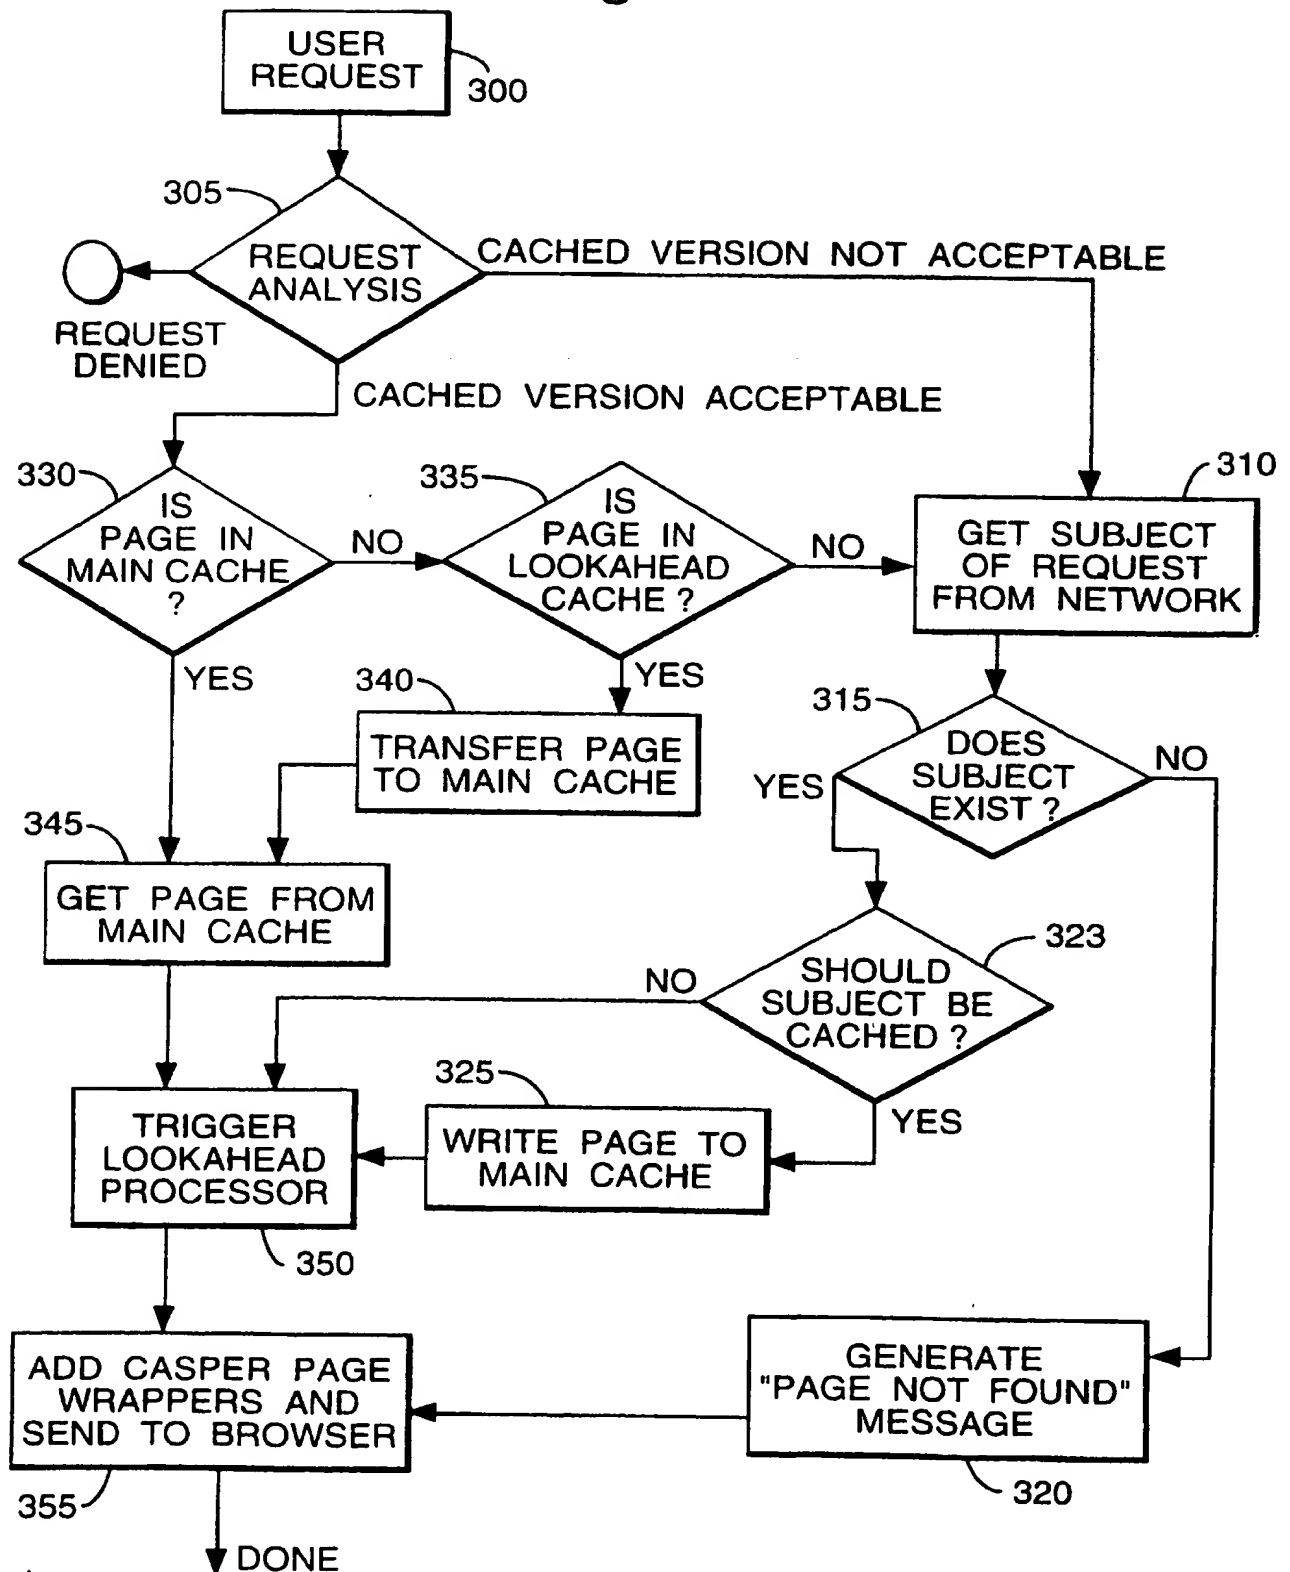 USER
REQUEST
300
305
REQUEST
ANALYSIS
CACHED VERSION NOT ACCEPTABLE
REQUEST
DENIED
CACHED VERSION ACCEPTABLE
330
IS
PAGE IN
MAIN CACHE
?
NO
335
IS
PAGE IN
LOOKAHEAD
CACHE ?
NO
310
GET SUBJECT
OF REQUEST
FROM NETWORK
YES
YES
340
TRANSFER PAGE
TO MAIN CACHE
315
DOES
SUBJECT
EXIST ?
YES
NO
345
GET PAGE FROM
MAIN CACHE
323
SHOULD
SUBJECT BE
CACHED ?
NO
YES
325
WRITE PAGE TO
MAIN CACHE
TRIGGER
LOOKAHEAD
PROCESSOR
350
ADD CASPER PAGE
WRAPPERS AND
SEND TO BROWSER
355
GENERATE
"PAGE NOT FOUND"
MESSAGE
320
DONE